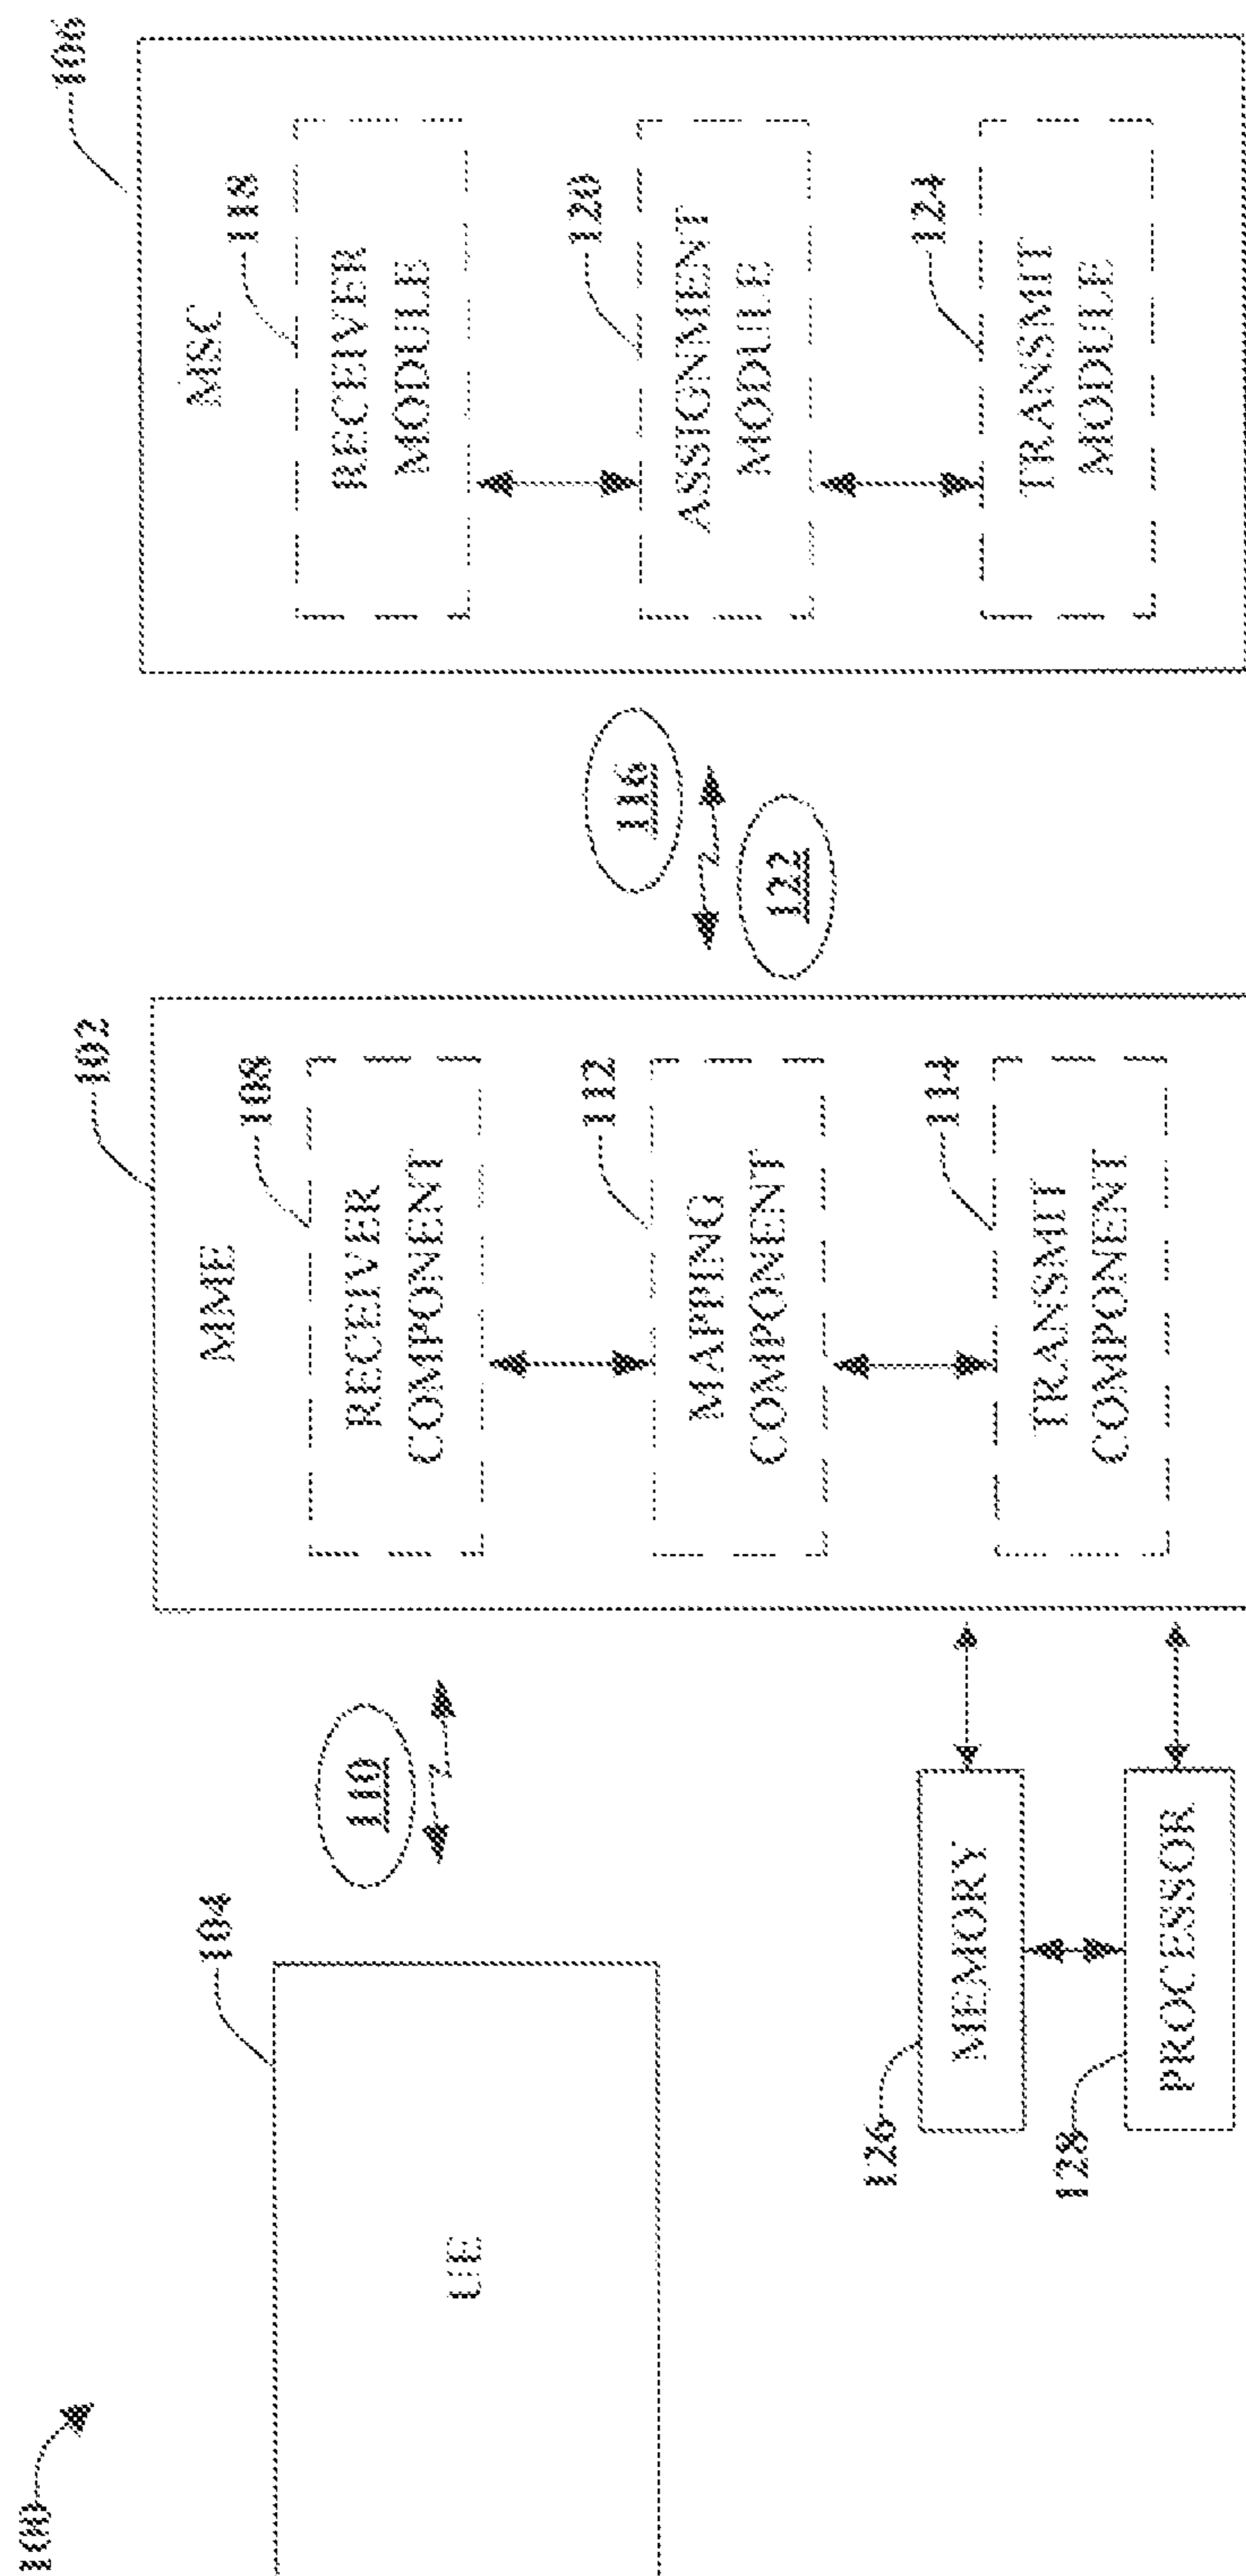 100
104
UE
110
126
MEMORY
128
PROCESSOR
102
MME
108
RECEIVER
COMPONENT
112
MAPPING
COMPONENT
114
TRANSMIT
COMPONENT
116
122
106
MSC
118
RECEIVER
MODULE
120
ASSIGNMENT
MODULE
124
TRANSMIT
MODULE